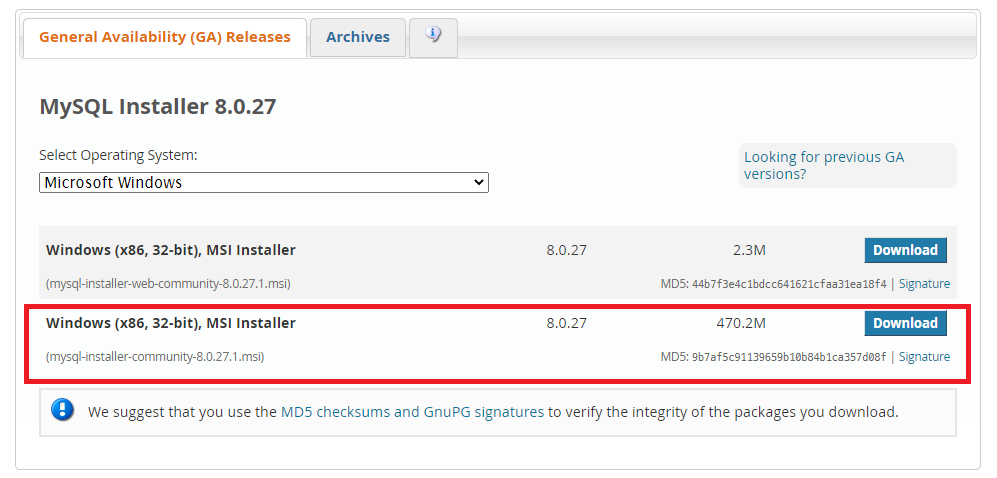 General Availability (GA) Releases
Archives
MySQL Installer 8.0.27
Select Operating System:
Looking for previous GA
versions?
Microsoft Windows
Windows (x86, 32-bit), MSI Installer 8.0.27 2.3M Download
(mysql-installer-web-community-8.0.27.1.msi) MD5: 44b7f3e4c1bdcc641621cfaa31ea18f4 | Signature
Windows (x86, 32-bit), MSI Installer 8.0.27 470.2M Download
(mysql-installer-community-8.0.27.1.msi) MD5: 9b7af5c91139659b10b84b1ca357d08f | Signature
We suggest that you use the MD5 checksums and GnuPG signatures to verify the integrity of the packages you download.